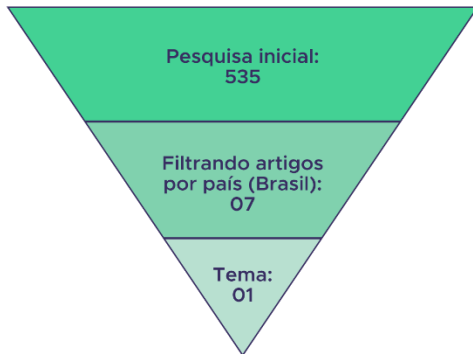 Pesquisa inicial:
535
Filtrando artigos
por país (Brasil):
07
Tema:
01